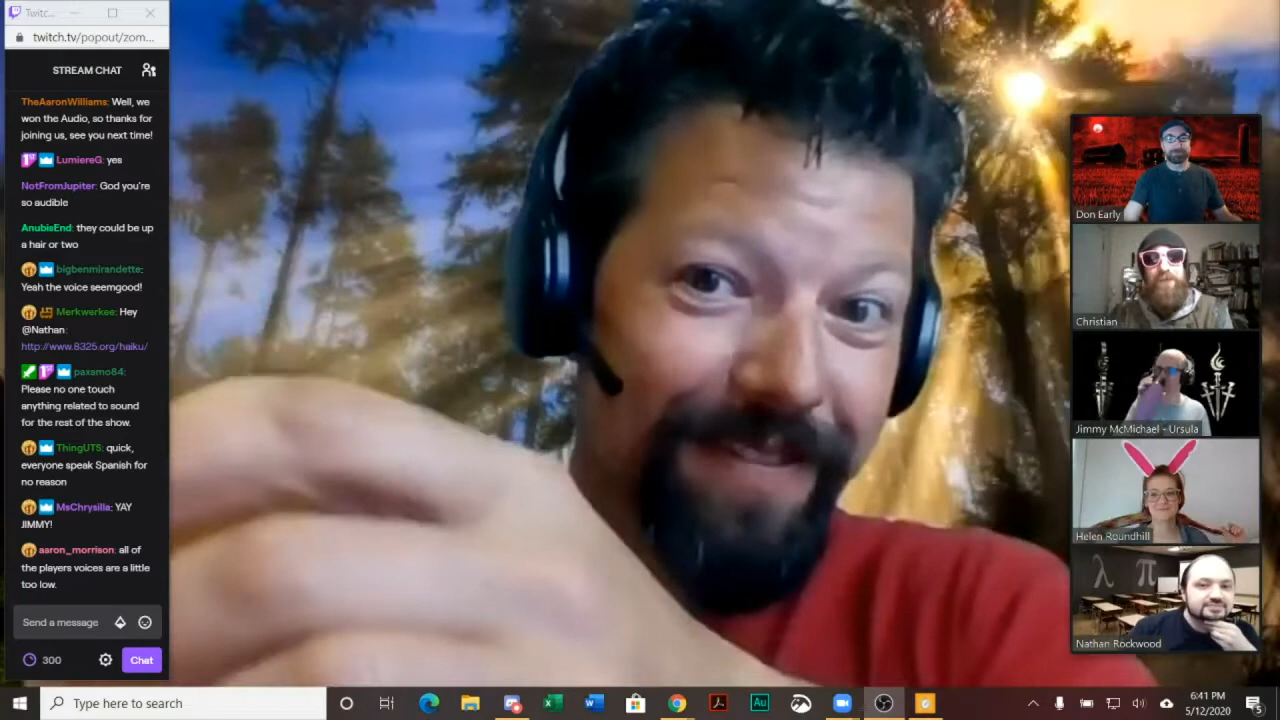 Twitc...
twitch.tv/popout/zom...
STREAM CHAT
TheAaronWilliams: Well, we
won the Audio, so thanks for
joining us, see you next time!
LumiereG: yes
NotFromJupiter: God you're
so audible
AnubisEnd: they could be up
a hair or two
bigbenmirandette:
Yeah the voice seemgood!
Merkwerkee: Hey
@Nathan:
http://www.8325.org/haiku/
paxamo84:
Please no one touch
anything related to sound
for the rest of the show.
ThingUTS: quick,
everyone speak Spanish for
no reason
MsChrysilla: YAY
JIMMY!
aaron_morrison: all of
the players voices are a little
too low.
Send a message
300
Chat
Don Early
Christian
Jimmy McMichael - Ursula
Helen Roundhill
λ π
Nathan Rockwood
Type here to search
Au
6:41 PM
5/12/2020
5